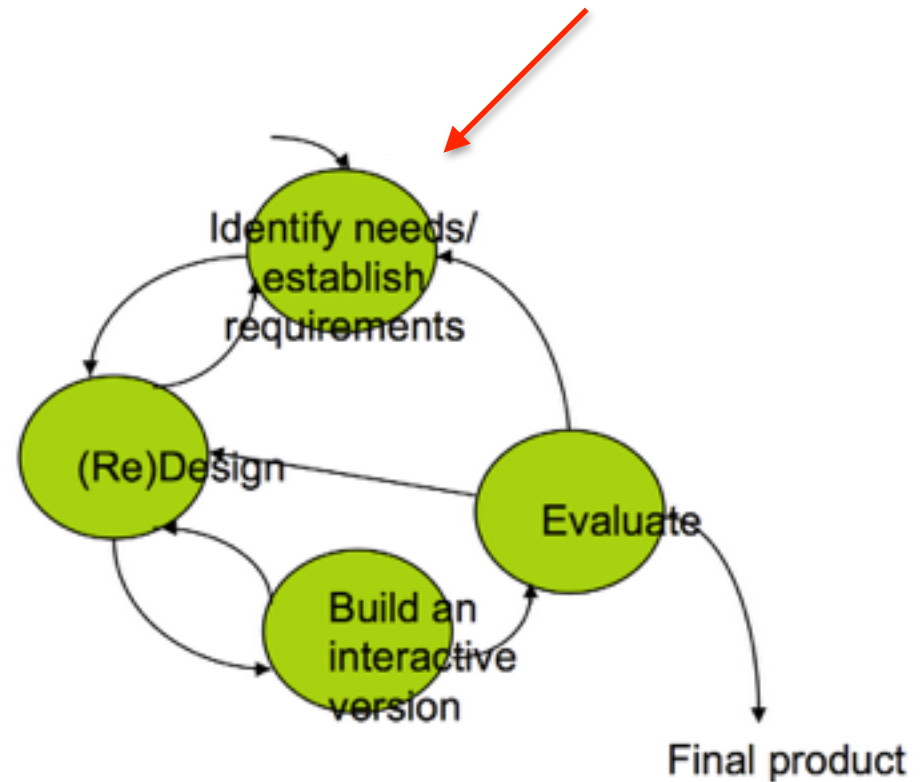 Identify needs/
establish
requirements
(Re)Design
Evaluate
Build an
interactive
version
Final product